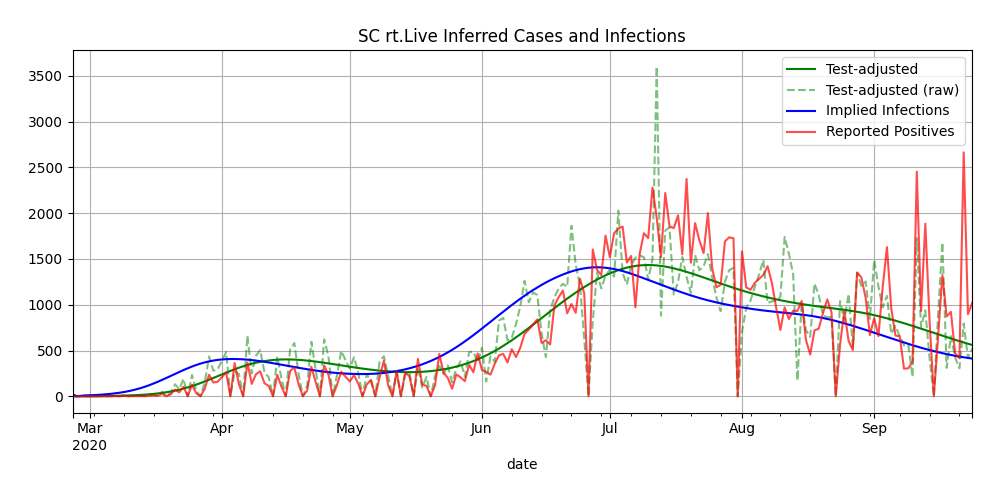 SC rt.Live Inferred Cases and Infections
Test-adjusted
Test-adjusted (raw)
Implied Infections
Reported Positives
3500
3000
2500
2000
1500
1000
500
0
Mar Apr May Jun Jul Aug Sep
2020
date